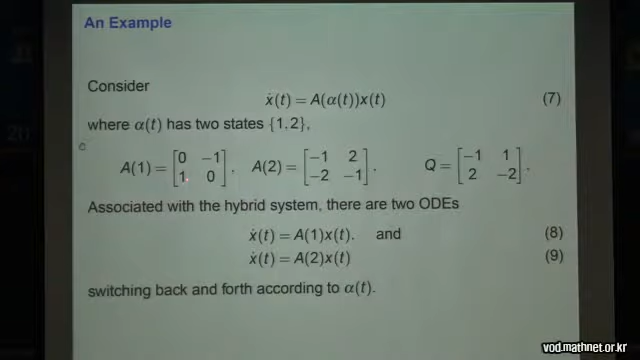 An Example
Consider
ẋ(t) = A(α(t))x(t) (7)
where α(t) has two states {1, 2},
A(1) = [0 −1; 1 0], A(2) = [−1 2; −2 −1], Q = [−1 1; 2 −2].
Associated with the hybrid system, there are two ODEs
ẋ(t) = A(1)x(t), and (8)
ẋ(t) = A(2)x(t) (9)
switching back and forth according to α(t).
vod.mathnet.or.kr